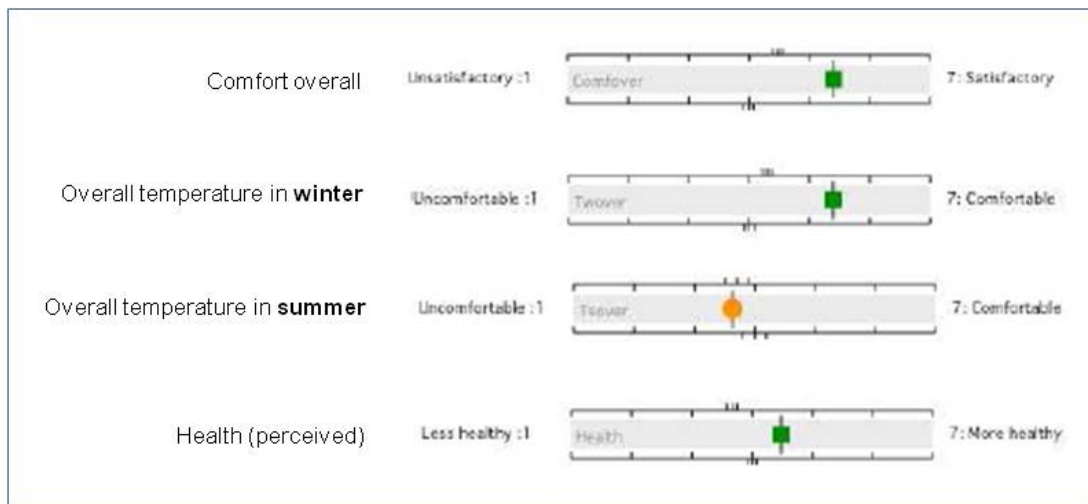 Comfort overall Unsatisfactory :1 Comfover 7: Satisfactory
Overall temperature in winter Uncomfortable :1 Twover 7: Comfortable
Overall temperature in summer Uncomfortable :1 Tsover 7: Comfortable
Health (perceived) Less healthy :1 Health 7: More healthy